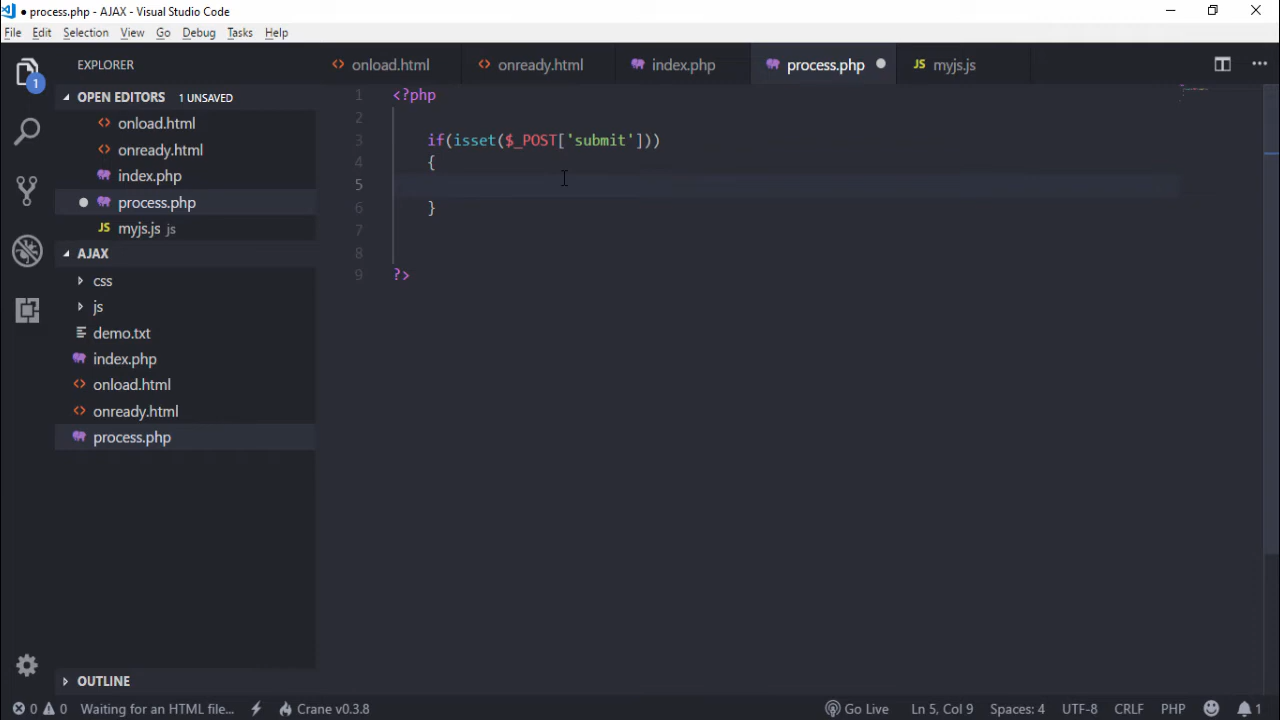 ● process.php - AJAX - Visual Studio Code
File Edit Selection View Go Debug Tasks Help
EXPLORER
1
OPEN EDITORS 1 UNSAVED
<> onload.html
<> onready.html
index.php
● process.php
JS myjs.js js
AJAX
css
js
demo.txt
index.php
<> onload.html
<> onready.html
process.php
OUTLINE
<> onload.html <> onready.html index.php process.php ● JS myjs.js ...
1 <?php
2
3 if(isset($_POST['submit']))
4 {
5
6 }
7
8
9 ?>
0 0 Waiting for an HTML file... Crane v0.3.8 Go Live Ln 5, Col 9 Spaces: 4 UTF-8 CRLF PHP 1